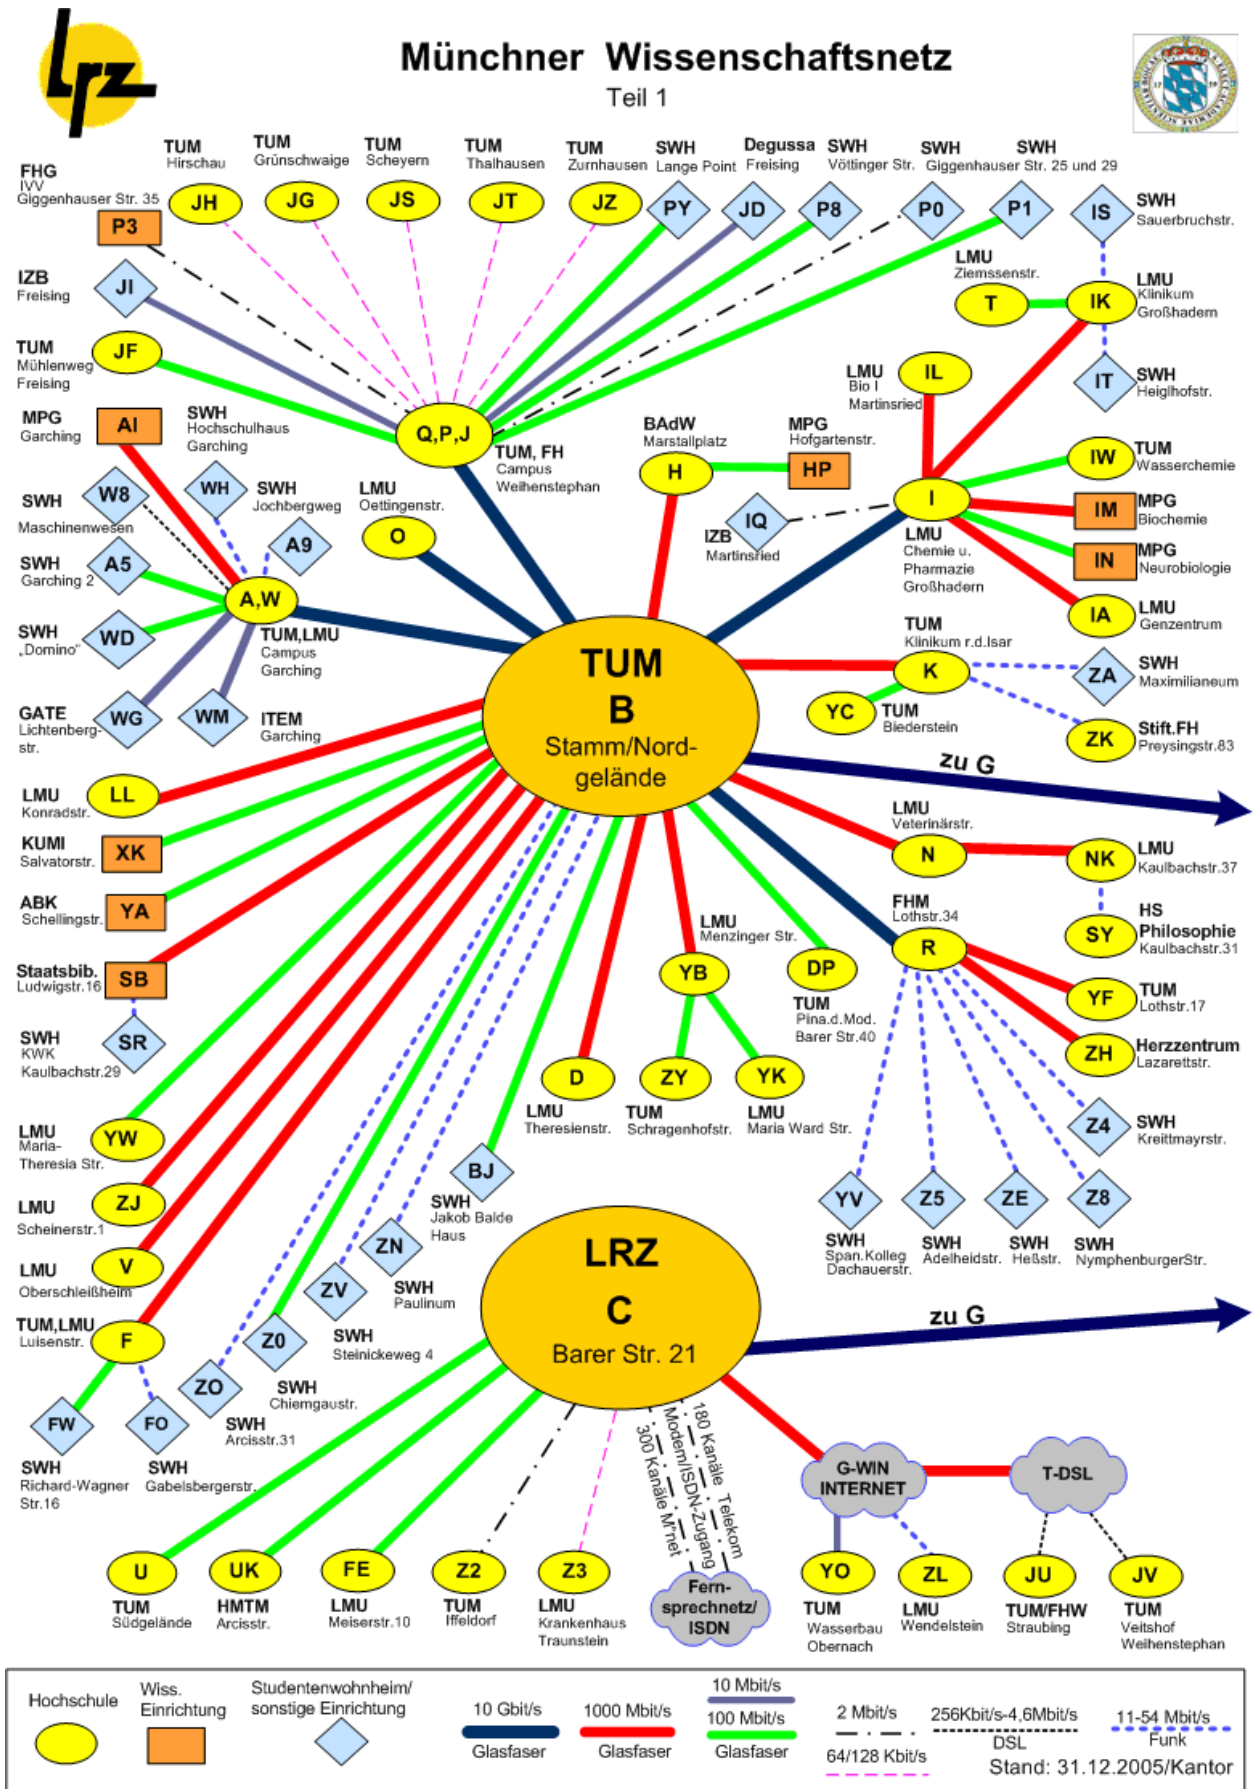 lrz
Münchner Wissenschaftsnetz
Teil 1
FHG
IVV
Giggenhauser Str. 35
P3
TUM
Hirschau
JH
TUM
Grünschwaige
JG
TUM
Scheyern
JS
TUM
Thalhausen
JT
TUM
Zurnhausen
JZ
SWH
Lange Point
PY
Degussa
Freising
JD
SWH
Vöttinger Str.
P8
SWH
SWH
Giggenhauser Str. 25 und 29
P0
P1
IS
SWH
Sauerbruchstr.
IZB
Freising
JI
LMU
Ziemssenstr.
T
IK
LMU
Klinikum
Großhadern
TUM
Mühlenweg
Freising
JF
LMU
Bio I
Martinsried
IL
IT
SWH
Heiglhofstr.
MPG
Garching
AI
SWH
Hochschulhaus
Garching
WH
Q,P,J
TUM, FH
Campus
Weihenstephan
BAdW
Marstallplatz
H
MPG
Hofgartenstr.
HP
IW
TUM
Wasserchemie
SWH
Maschinenwesen
W8
SWH
Jochbergweg
A9
LMU
Oettingenstr.
O
IQ
IZB
Martinsried
I
LMU
Chemie u.
Pharmazie
Großhadern
IM
MPG
Biochemie
IN
MPG
Neurobiologie
SWH
Garching 2
A5
A,W
TUM,LMU
Campus
Garching
IA
LMU
Genzentrum
SWH
„Domino“
WD
TUM
B
Stamm/Nord-
gelände
TUM
Klinikum r.d.Isar
K
ZA
SWH
Maximilianeum
GATE
Lichtenberg-
str.
WG
WM
ITEM
Garching
YC
TUM
Biederstein
ZK
Stift.FH
Preysingstr.83
zu G
LMU
Konradstr.
LL
KUMI
Salvatorstr.
XK
LMU
Veterinärstr.
N
NK
LMU
Kaulbachstr.37
ABK
Schellingstr.
YA
FHM
Lothstr.34
R
SY
HS
Philosophie
Kaulbachstr.31
Staatsbib.
Ludwigstr.16
SB
LMU
Menzinger Str.
YB
DP
TUM
Pina.d.Mod.
Barer Str.40
YF
TUM
Lothstr.17
SWH
KWK
Kaulbachstr.29
SR
ZH
Herzzentrum
Lazarettstr.
D
LMU
Theresienstr.
ZY
TUM
Schragenhofstr.
YK
LMU
Maria Ward Str.
LMU
Maria-
Theresia Str.
YW
Z4
SWH
Kreittmayrstr.
BJ
SWH
Jakob Balde
Haus
YV
SWH
Span.Kolleg
Dachauerstr.
Z5
SWH
Adelheidstr.
ZE
SWH
Heßstr.
Z8
SWH
NymphenburgerStr.
LMU
Scheinerstr.1
ZJ
LMU
Oberschleißheim
V
ZN
SWH
Paulinum
TUM,LMU
Luisenstr.
F
ZV
SWH
Steinickeweg 4
Z0
SWH
Chiemgaustr.
ZO
SWH
Arcisstr.31
FW
SWH
Richard-Wagner
Str.16
FO
SWH
Gabelsbergerstr.
LRZ
C
Barer Str. 21
zu G
300 Kanäle M"net
Modem/ISDN-Zugang
180 Kanäle Telekom
G-WIN
INTERNET
T-DSL
U
TUM
Südgelände
UK
HMTM
Arcisstr.
FE
LMU
Meiserstr.10
Z2
TUM
Iffeldorf
Z3
LMU
Krankenhaus
Traunstein
Fern-
sprechnetz/
ISDN
YO
TUM
Wasserbau
Obernach
ZL
LMU
Wendelstein
JU
TUM/FHW
Straubing
JV
TUM
Veitshof
Weihenstephan
Hochschule
Wiss.
Einrichtung
Studentenwohnheim/
sonstige Einrichtung
10 Gbit/s
Glasfaser
1000 Mbit/s
Glasfaser
10 Mbit/s
100 Mbit/s
Glasfaser
2 Mbit/s
64/128 Kbit/s
256Kbit/s-4,6Mbit/s
DSL
11-54 Mbit/s
Funk
Stand: 31.12.2005/Kantor